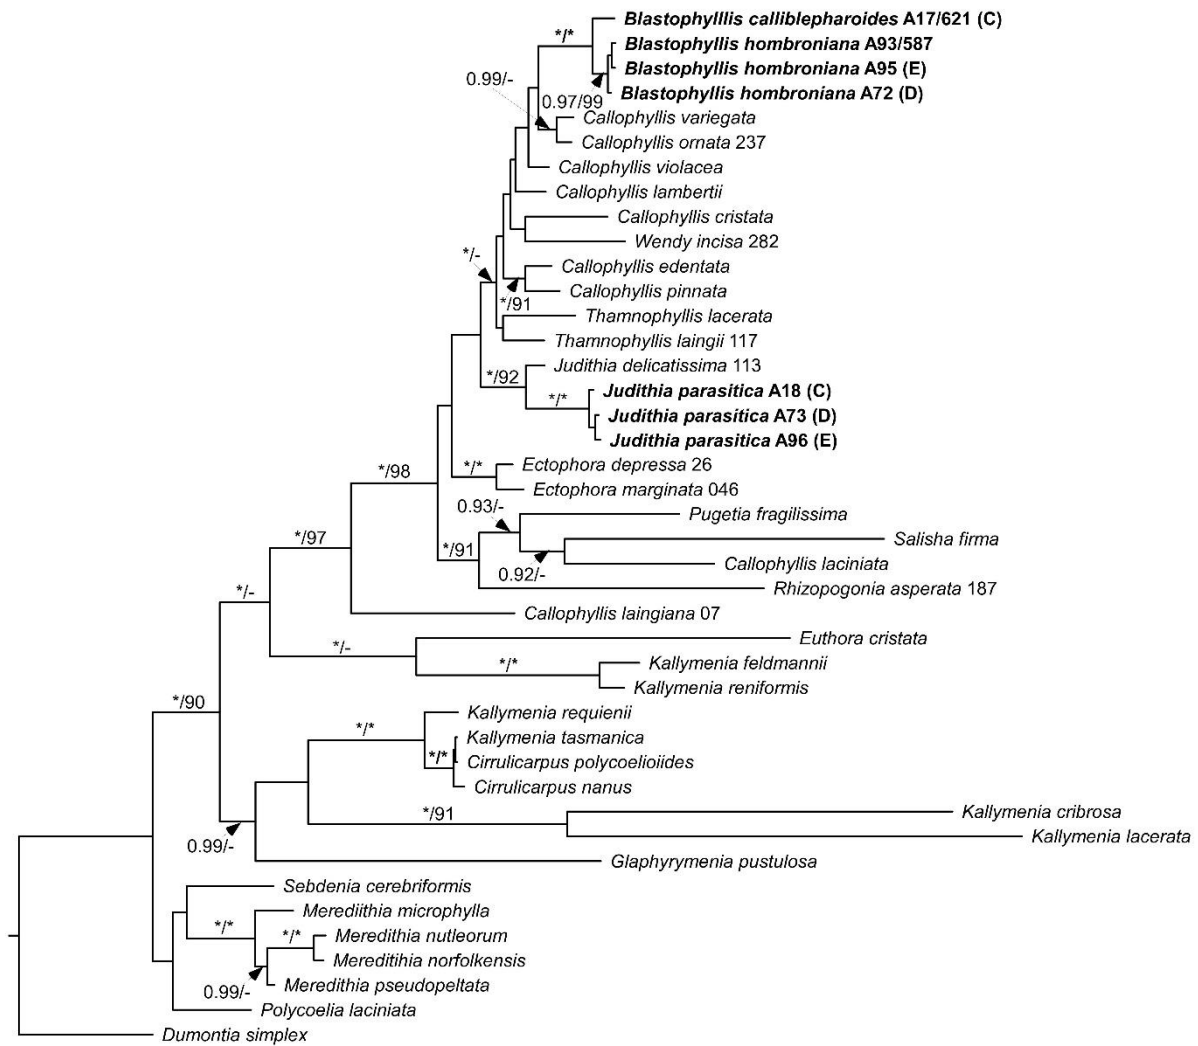 Blastophylllis calliblepharoides A17/621 (C)
*/*
Blastophyllis hombroniana A93/587
Blastophyllis hombroniana A95 (E)
0.99/-
Blastophyllis hombroniana A72 (D)
0.97/99
Callophyllis variegata
Callophyllis ornata 237
Callophyllis violacea
Callophyllis lambertii
Callophyllis cristata
Wendy incisa 282
*/-
Callophyllis edentata
Callophyllis pinnata
*/91
Thamnophyllis lacerata
Thamnophyllis laingii 117
Judithia delicatissima 113
*/92
Judithia parasitica A18 (C)
*/*
Judithia parasitica A73 (D)
Judithia parasitica A96 (E)
Ectophora depressa 26
*/*
*/98
Ectophora marginata 046
0.93/-
Pugetia fragilissima
*/97
Salisha firma
*/91
Callophyllis laciniata
0.92/-
Rhizopogonia asperata 187
*/-
Callophyllis laingiana 07
Euthora cristata
*/-
Kallymenia feldmannii
*/*
Kallymenia reniformis
*/90
Kallymenia requienii
*/*
Kallymenia tasmanica
*/*
Cirrulicarpus polycoelioiides
Cirrulicarpus nanus
Kallymenia cribrosa
*/91
Kallymenia lacerata
0.99/-
Glaphyrymenia pustulosa
Sebdenia cerebriformis
Merediithia microphylla
*/*
Meredithia nutleorum
*/*
Mereditihia norfolkensis
Meredithia pseudopeltata
0.99/-
Polycoelia laciniata
Dumontia simplex